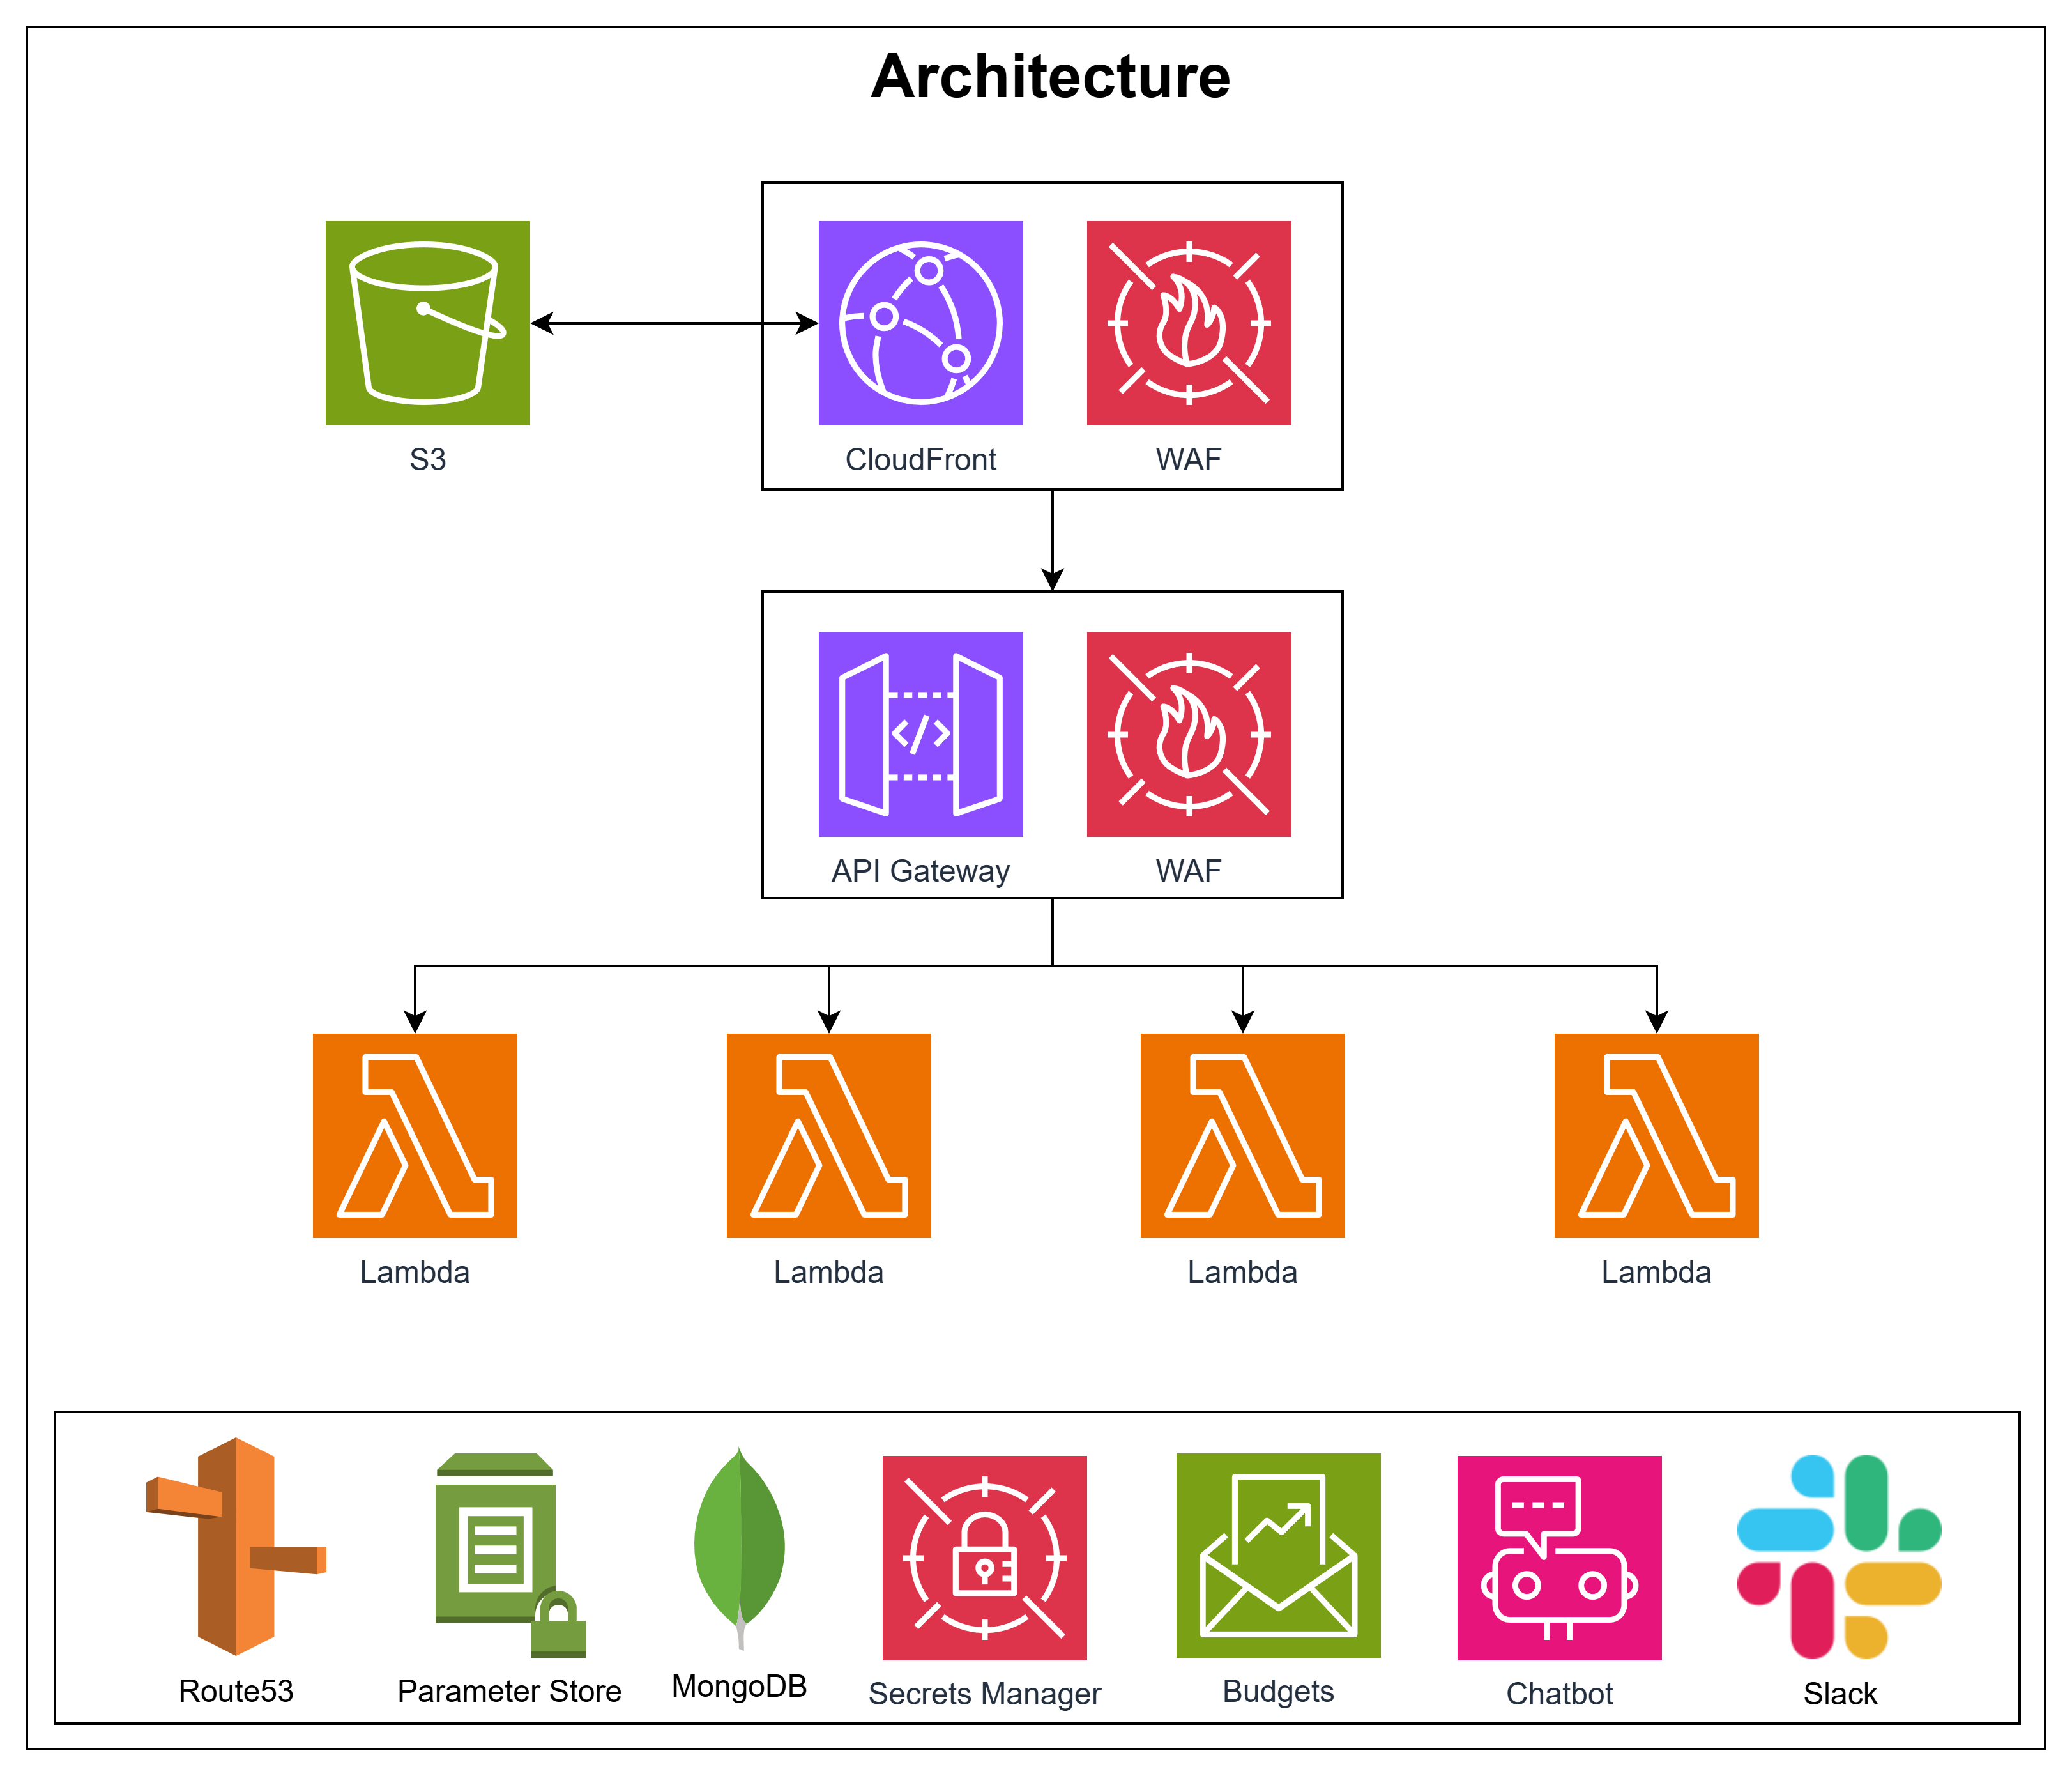 Architecture
S3
CloudFront
WAF
API Gateway
WAF
Lambda
Lambda
Lambda
Lambda
Route53
Parameter Store
MongoDB
Secrets Manager
Budgets
Chatbot
Slack